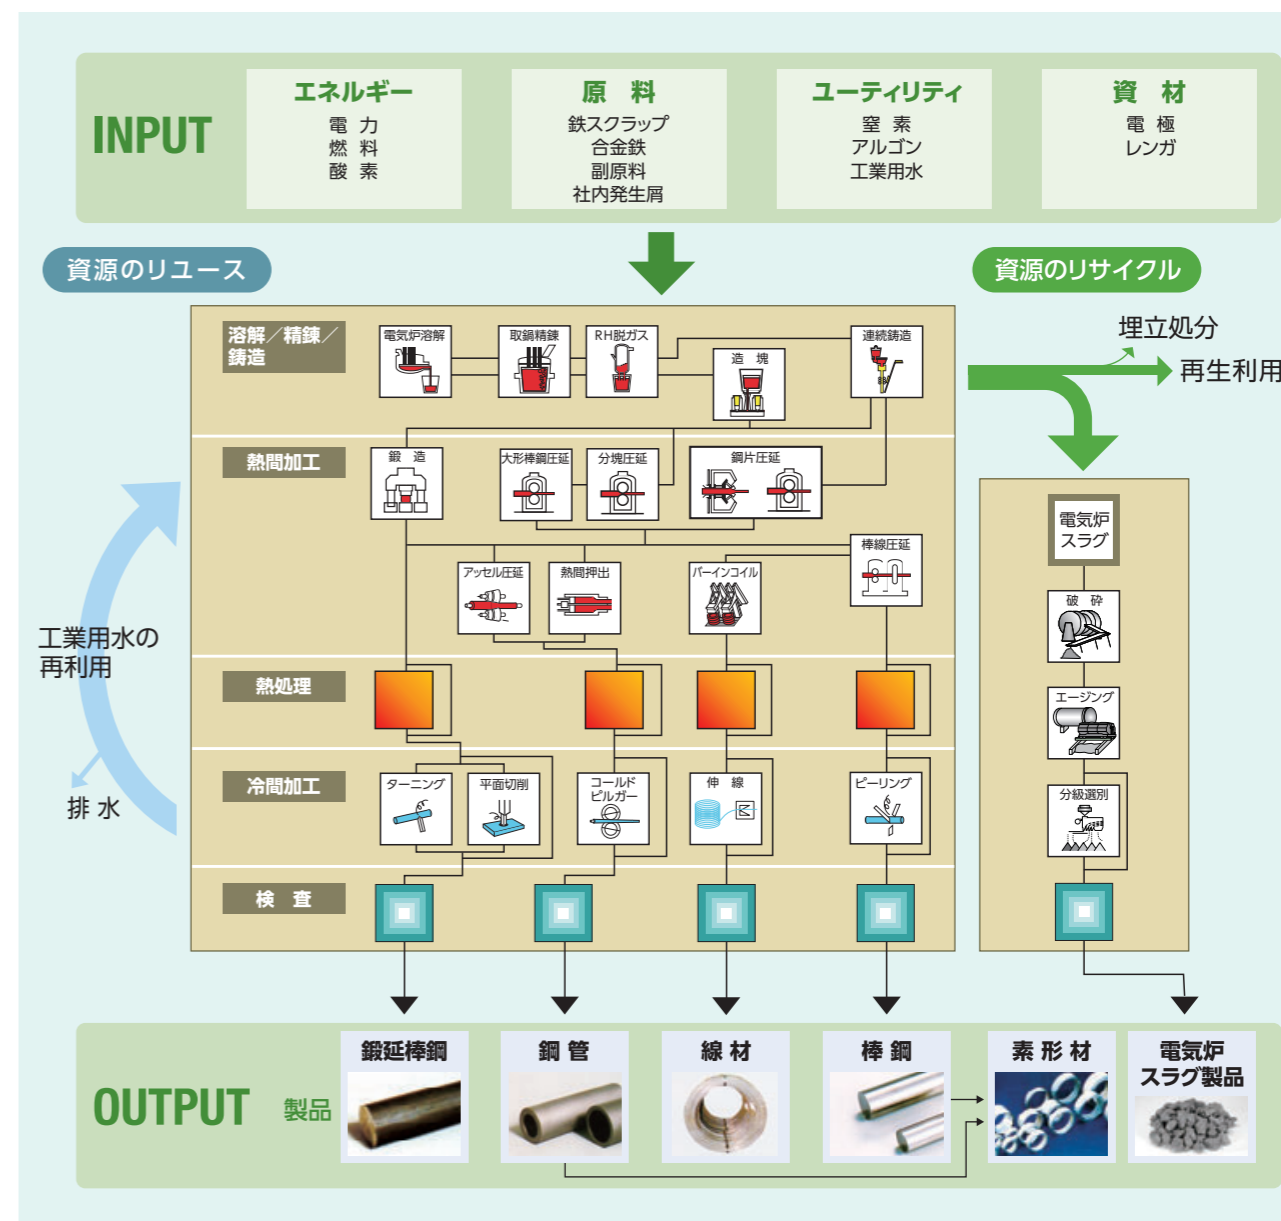 INPUT
エネルギー
電 力
燃 料
酸 素
原 料
鉄スクラップ
合金鉄
副原料
社内発生屑
ユーティリティ
窒 素
アルゴン
工業用水
資 材
電 極
レンガ
資源のリユース
資源のリサイクル
溶解／精錬／
鋳造
電気炉溶解
取鍋精錬
RH脱ガス
造 塊
連続鋳造
埋立処分
再生利用
熱間加工
鍛 造
大形棒鋼圧延
分塊圧延
鋼片圧延
アッセル圧延
熱間押出
バーインコイル
棒線圧延
電気炉
スラグ
破 砕
エージング
分級選別
工業用水の
再利用
排 水
熱処理
冷間加工
ターニング
平面切削
コールド
ピルガー
伸 線
ピーリング
検 査
OUTPUT
製品
鍛延棒鋼
鋼 管
線 材
棒 鋼
素 形 材
電気炉
スラグ製品